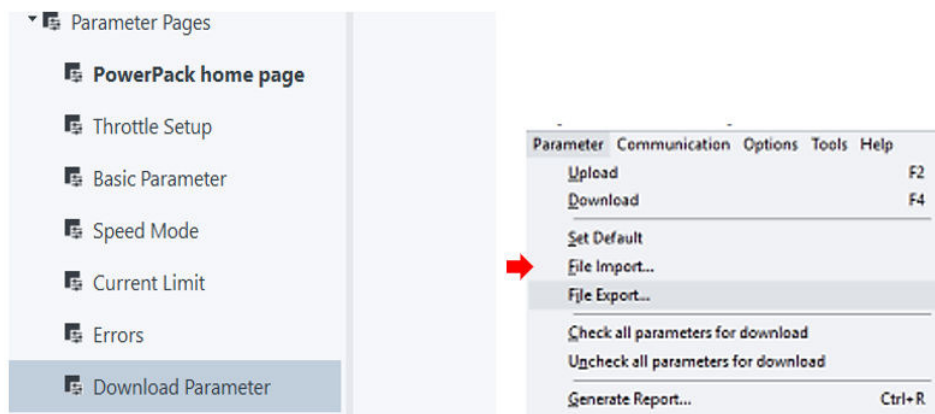 Parameter Pages
PowerPack home page
Throttle Setup
Basic Parameter
Speed Mode
Current Limit
Errors
Download Parameter
Parameter Communication Options Tools Help
Upload F2
Download F4
Set Default
File Import...
File Export...
Check all parameters for download
Uncheck all parameters for download
Generate Report... Ctrl+R